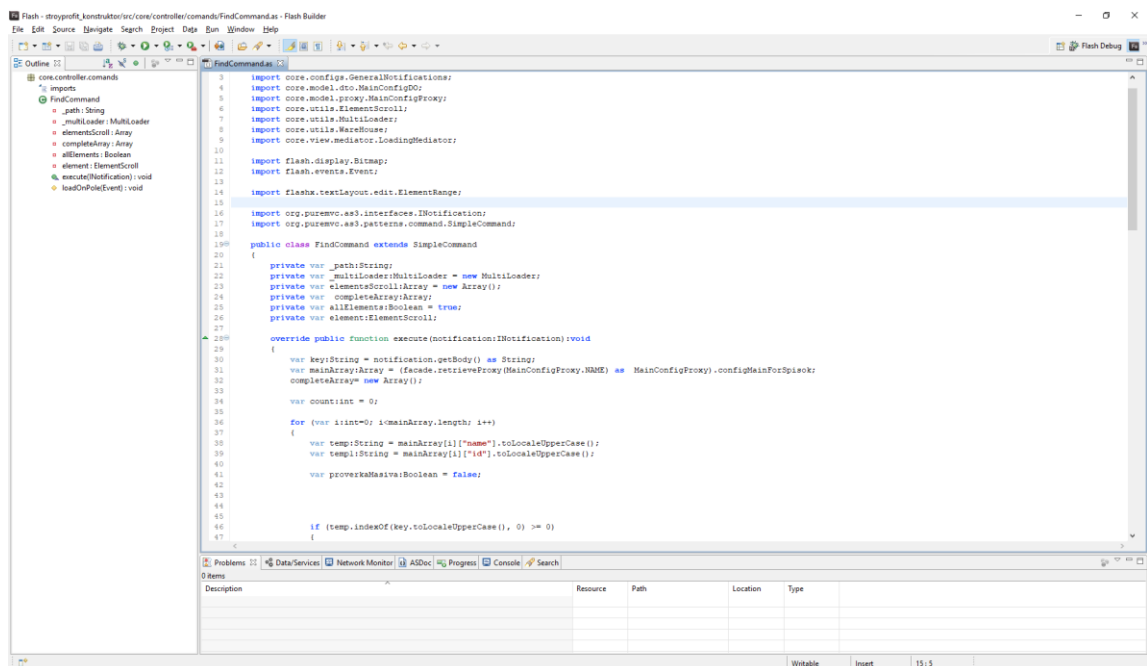 Flash - stroyprofit_konstruktor/src/core/controller/comands/FindCommand.as - Flash Builder
File Edit Source Navigate Search Project Data Run Window Help
Flash Debug
Outline
FindCommand.as
core.controller.comands
imports
FindCommand
_path : String
_multiLoader : MultiLoader
elementsScroll : Array
completeArray : Array
allElements : Boolean
element : ElementScroll
execute(INotification) : void
loadOnPole(Event) : void
3 import core.configs.GeneralNotifications;
4 import core.model.dto.MainConfigDO;
5 import core.model.proxy.MainConfigProxy;
6 import core.utils.ElementScroll;
7 import core.utils.MultiLoader;
8 import core.utils.WareHouse;
9 import core.view.mediator.LoadingMediator;
10
11 import flash.display.Bitmap;
12 import flash.events.Event;
13
14 import flashx.textLayout.edit.ElementRange;
15
16 import org.puremvc.as3.interfaces.INotification;
17 import org.puremvc.as3.patterns.command.SimpleCommand;
18
19 public class FindCommand extends SimpleCommand
20 {
21 private var _path:String;
22 private var _multiLoader:MultiLoader = new MultiLoader;
23 private var elementsScroll:Array = new Array();
24 private var completeArray:Array;
25 private var allElements:Boolean = true;
26 private var element:ElementScroll;
27
28 override public function execute(notification:INotification):void
29 {
30 var key:String = notification.getBody() as String;
31 var mainArray:Array = (facade.retrieveProxy(MainConfigProxy.NAME) as MainConfigProxy).configMainForSpisok;
32 completeArray= new Array();
33
34 var count:int = 0;
35
36 for (var i:int=0; i<mainArray.length; i++)
37 {
38 var temp:String = mainArray[i]["name"].toLocaleUpperCase();
39 var temp1:String = mainArray[i]["id"].toLocaleUpperCase();
40
41 var proverkaMasiva:Boolean = false;
42
43
44
45
46 if (temp.indexOf(key.toLocaleUpperCase(), 0) >= 0)
47 {
Problems Data/Services Network Monitor ASDoc Progress Console Search
0 items
Description Resource Path Location Type
Writable Insert 15 : 5